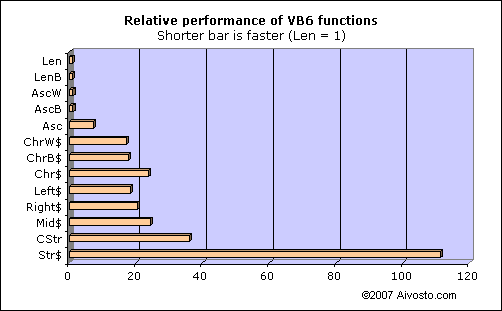 Relative performance of VB6 functions
Shorter bar is faster (Len = 1)
Len
LenB
AscW
AscB
Asc
ChrW$
ChrB$
Chr$
Left$
Right$
Mid$
CStr
Str$
0 20 40 60 80 100 120
©2007 Aivosto.com